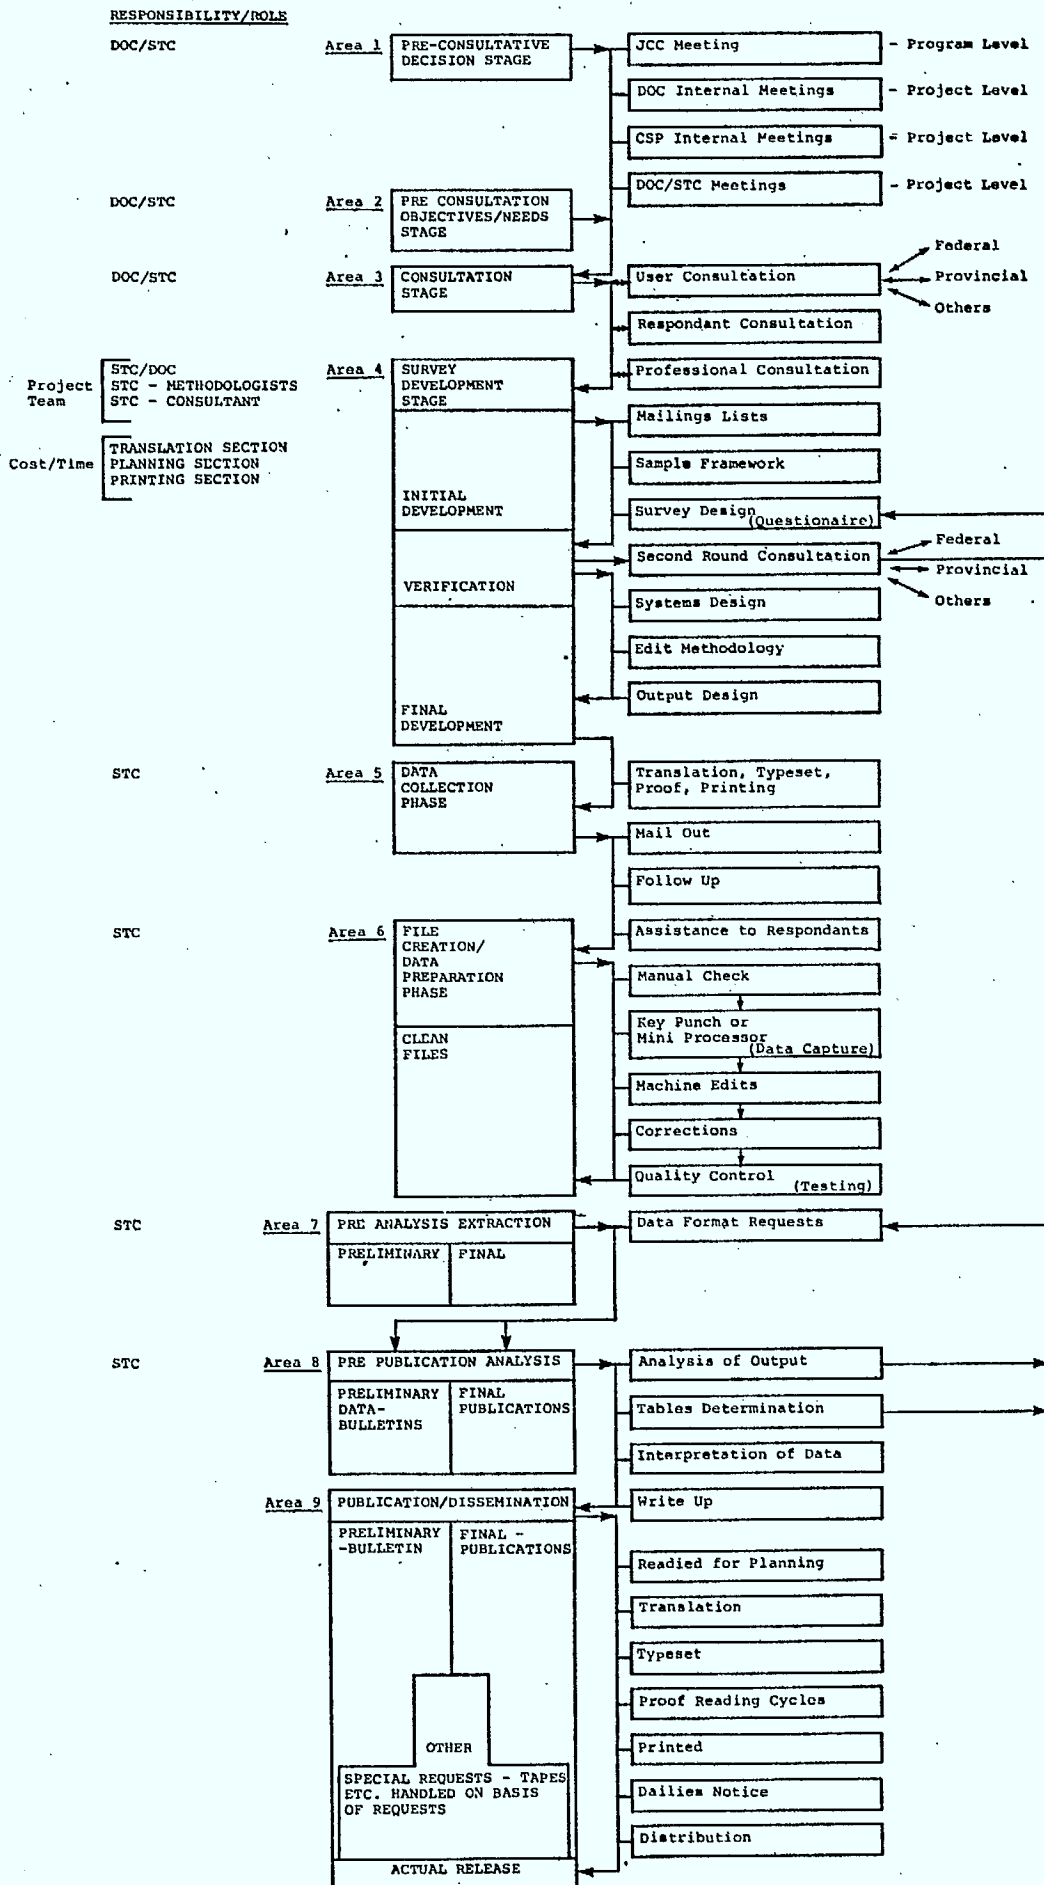 RESPONSIBILITY/ROLE
DOC/STC
Area 1
PRE-CONSULTATIVE
DECISION STAGE
JCC Meeting
- Program Level
DOC Internal Meetings
- Project Level
CSP Internal Meetings
- Project Level
DOC/STC Meetings
- Project Level
DOC/STC
Area 2
PRE CONSULTATION
OBJECTIVES/NEEDS
STAGE
DOC/STC
Area 3
CONSULTATION
STAGE
User Consultation
Federal
Provincial
Others
Respondant Consultation
Professional Consultation
Project
Team
STC/DOC
STC - METHODOLOGISTS
STC - CONSULTANT
Cost/Time
TRANSLATION SECTION
PLANNING SECTION
PRINTING SECTION
Area 4
SURVEY
DEVELOPMENT
STAGE
INITIAL
DEVELOPMENT
Mailings Lists
Sample Framework
Survey Design
(Questionaire)
VERIFICATION
Second Round Consultation
Federal
Provincial
Others
Systems Design
Edit Methodology
Output Design
FINAL
DEVELOPMENT
STC
Area 5
DATA
COLLECTION
PHASE
Translation, Typeset,
Proof, Printing
Mail Out
Follow Up
Assistance to Respondants
STC
Area 6
FILE
CREATION/
DATA
PREPARATION
PHASE
CLEAN
FILES
Manual Check
Key Punch or
Mini Processor
(Data Capture)
Machine Edits
Corrections
Quality Control
(Testing)
STC
Area 7
PRE ANALYSIS EXTRACTION
PRELIMINARY
FINAL
Data Format Requests
STC
Area 8
PRE PUBLICATION ANALYSIS
PRELIMINARY
DATA-
BULLETINS
FINAL
PUBLICATIONS
Analysis of Output
Tables Determination
Interpretation of Data
Write Up
Area 9
PUBLICATION/DISSEMINATION
PRELIMINARY
-BULLETIN
FINAL -
PUBLICATIONS
Readied for Planning
Translation
Typeset
Proof Reading Cycles
Printed
Dailies Notice
Distribution
OTHER
SPECIAL REQUESTS - TAPES
ETC. HANDLED ON BASIS
OF REQUESTS
ACTUAL RELEASE